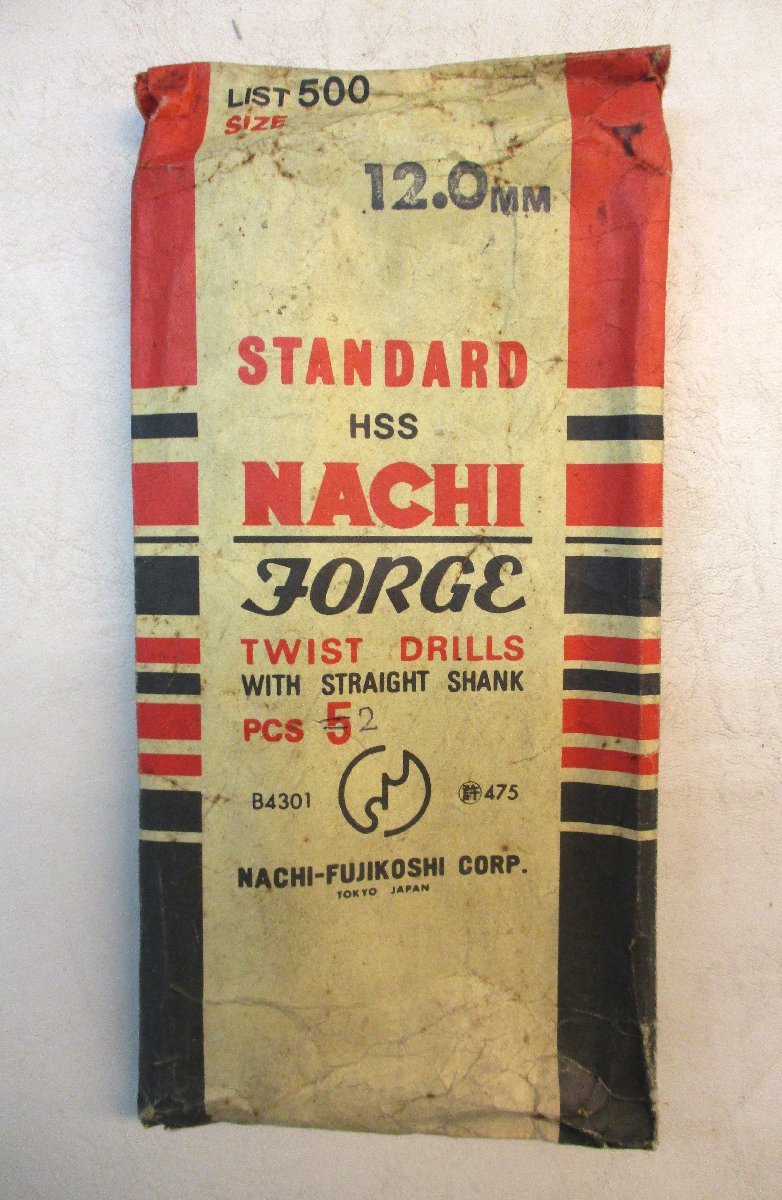 LIST 500
SIZE
12.0MM
STANDARD
HSS
NACHI
FORGE
TWIST DRILLS
WITH STRAIGHT SHANK
PCS 5 2
B4301 ㊟475
NACHI-FUJIKOSHI CORP.
TOKYO JAPAN